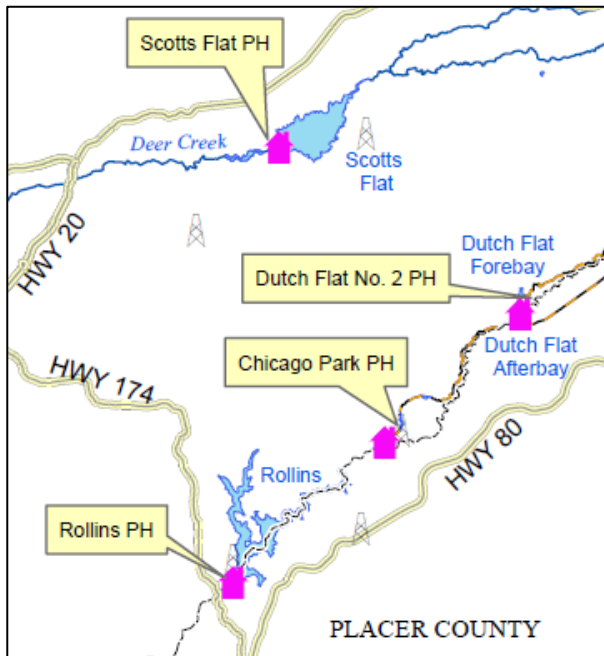 Scotts Flat PH
Deer Creek
Scotts
Flat
HWY 20
Dutch Flat
Forebay
Dutch Flat No. 2 PH
Dutch Flat
Afterbay
Chicago Park PH
HWY 174
HWY 80
Rollins
Rollins PH
PLACER COUNTY